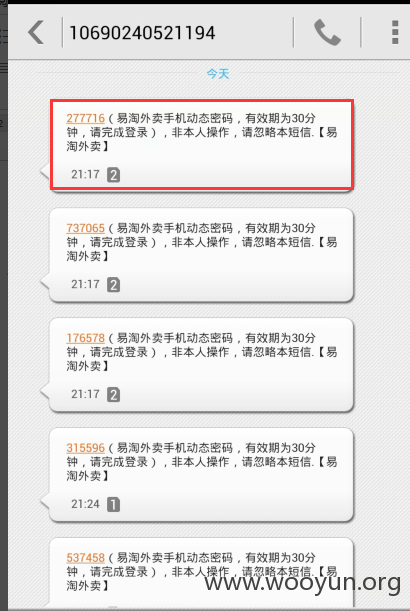 10690240521194
今天
277716（易淘外卖手机动态密码，有效期为30分
钟，请完成登录），非本人操作，请忽略本短信.【易
淘外卖】
21:17 2
737065（易淘外卖手机动态密码，有效期为30分
钟，请完成登录），非本人操作，请忽略本短信.【易
淘外卖】
21:17 2
176578（易淘外卖手机动态密码，有效期为30分
钟，请完成登录），非本人操作，请忽略本短信.【易
淘外卖】
21:17 2
315596（易淘外卖手机动态密码，有效期为30分
钟，请完成登录），非本人操作，请忽略本短信.【易
淘外卖】
21:24 1
537458（易淘外卖手机动态密码，有效期为30分
钟，请完成登录），非本人操作，请忽略本短信.【易
淘外卖】
www.wooyun.org